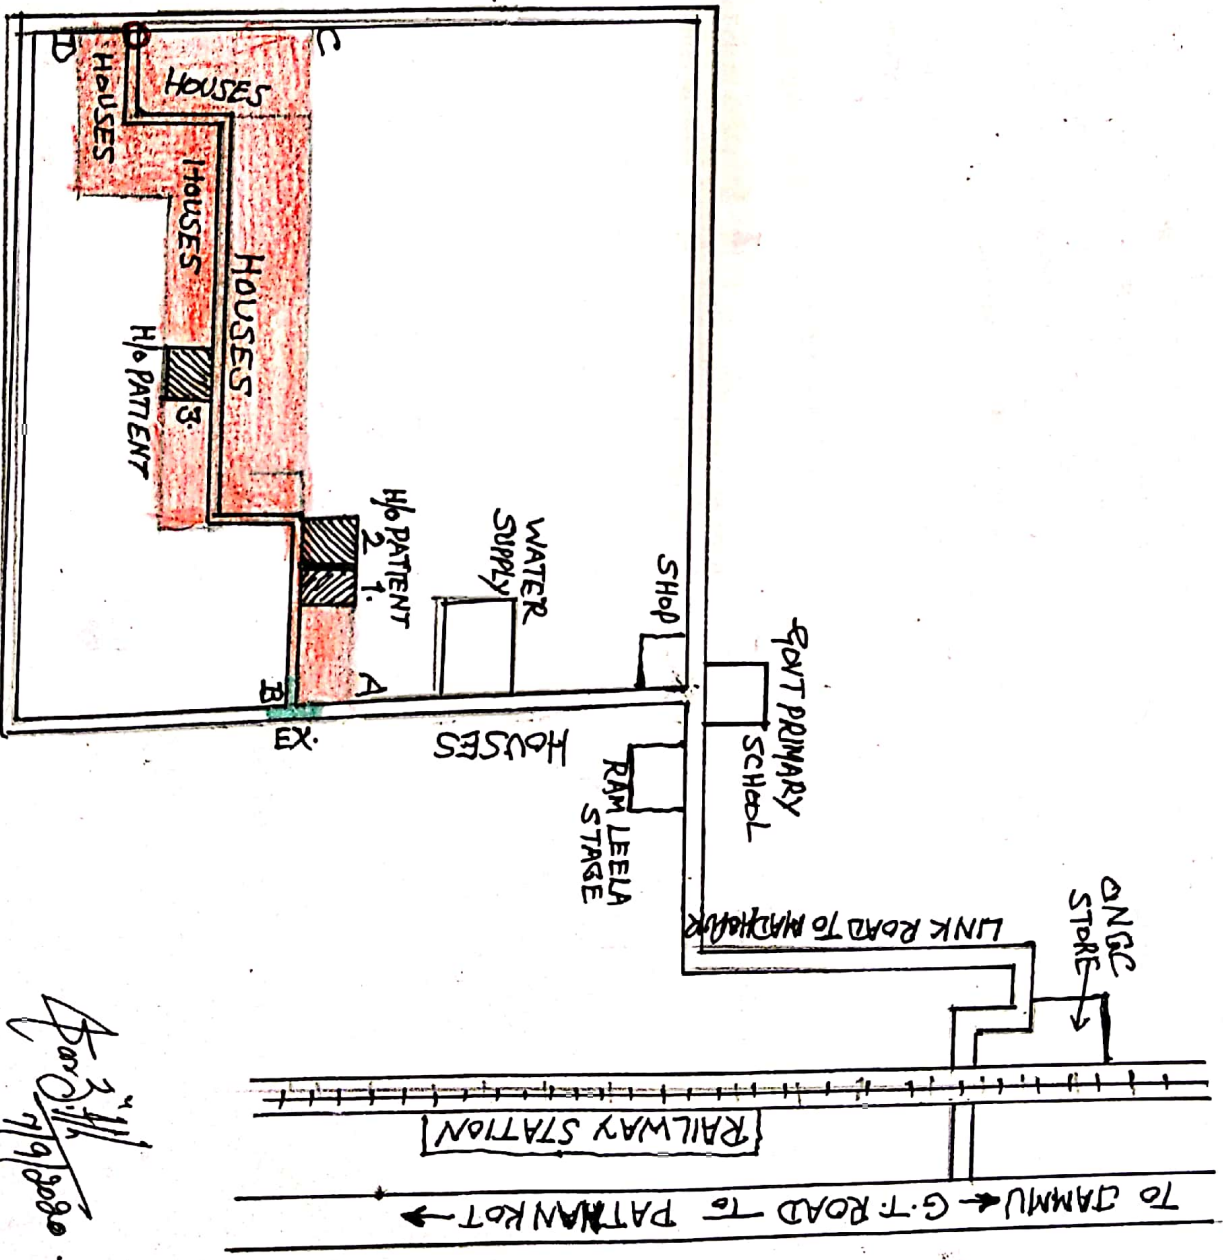 D
C
HOUSES
HOUSES
HOUSES
HOUSES
H/o PATIENT
3.
H/o PATIENT
2
1.
WATER
SUPPLY
SHOP
GOVT PRIMARY
SCHOOL
A
B
EX.
HOUSES
RAM LEELA
STAGE
LINK ROAD TO MADHOPUR
ONGC
STORE
RAILWAY STATION
TO JAMMU ← G.T. ROAD TO PATHANKOT →
7/9/2020